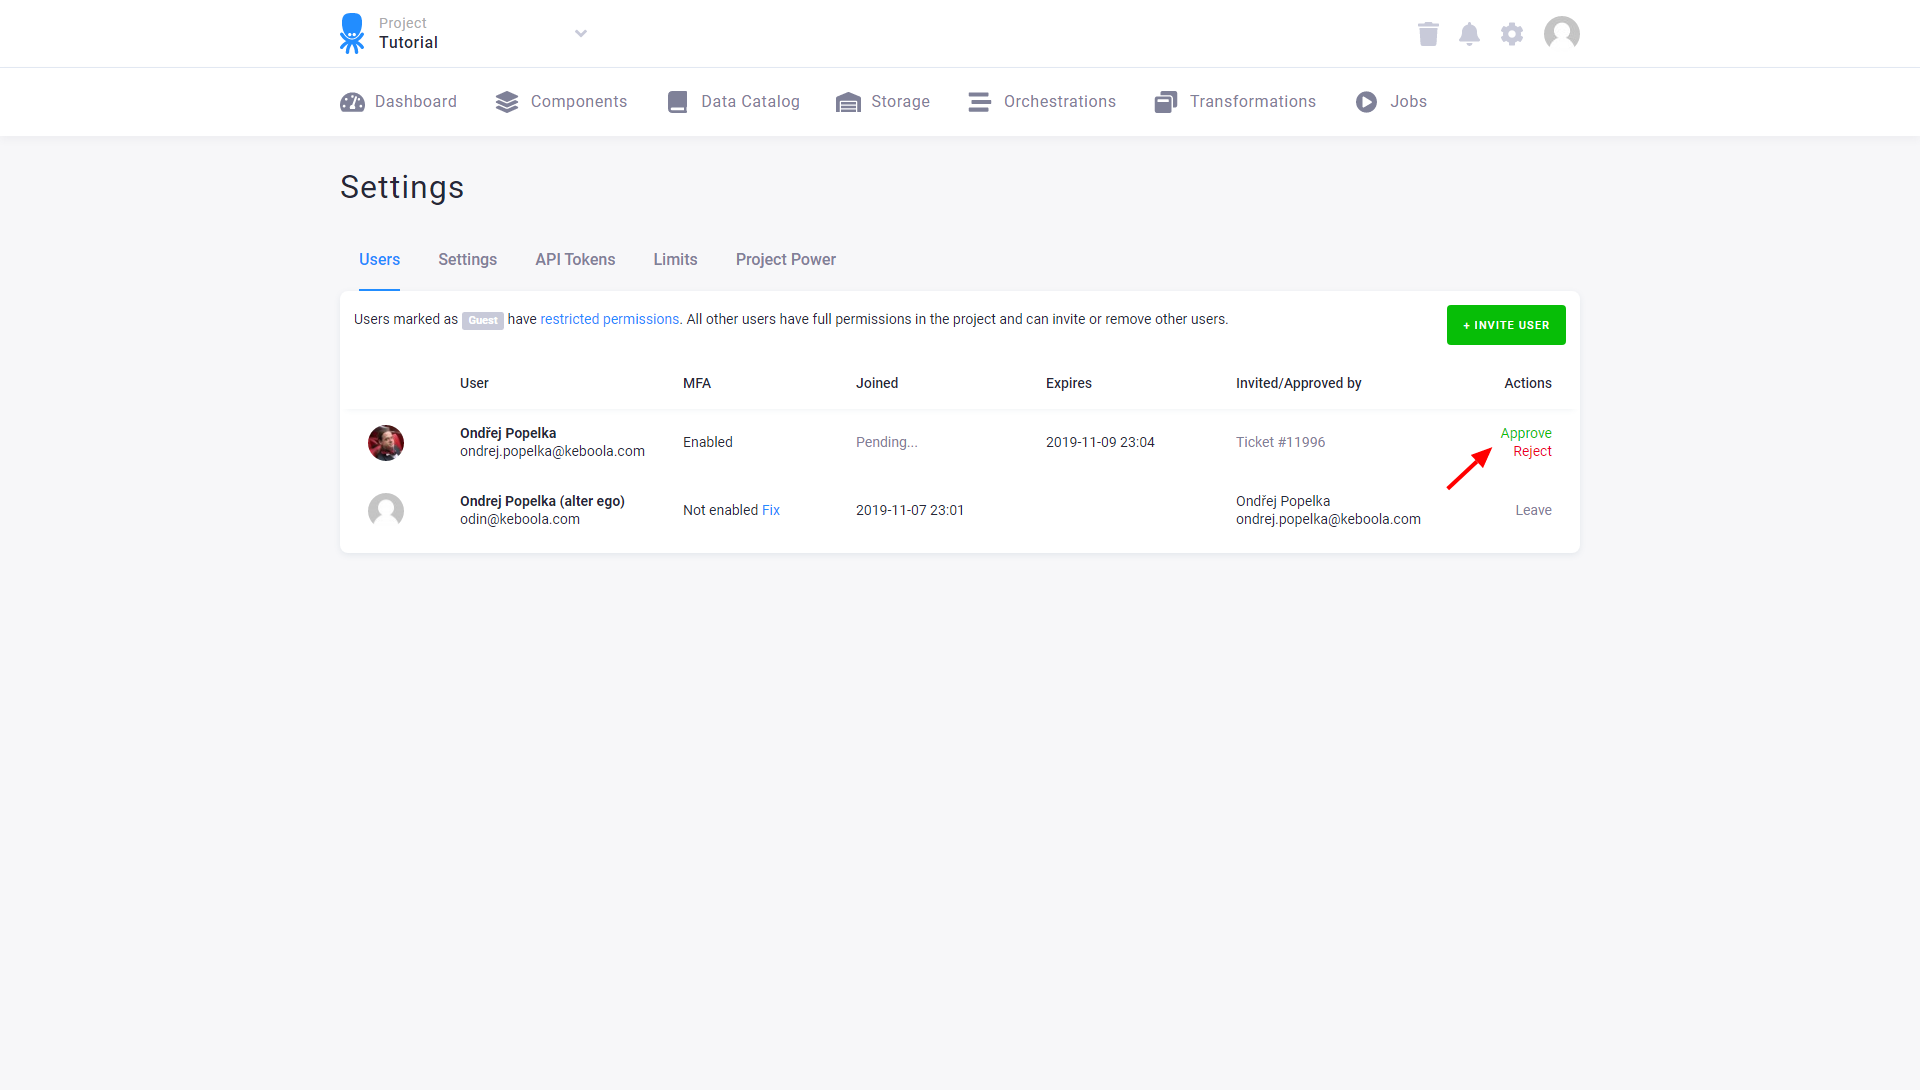 Project
Tutorial
Dashboard Components Data Catalog Storage Orchestrations Transformations Jobs
Settings
Users Settings API Tokens Limits Project Power
Users marked as Guest have restricted permissions. All other users have full permissions in the project and can invite or remove other users.
+ INVITE USER
User MFA Joined Expires Invited/Approved by Actions
Ondřej Popelka
ondrej.popelka@keboola.com
Enabled
Pending...
2019-11-09 23:04
Ticket #11996
Approve
Reject
Ondrej Popelka (alter ego)
odin@keboola.com
Not enabled Fix
2019-11-07 23:01
Ondřej Popelka
ondrej.popelka@keboola.com
Leave